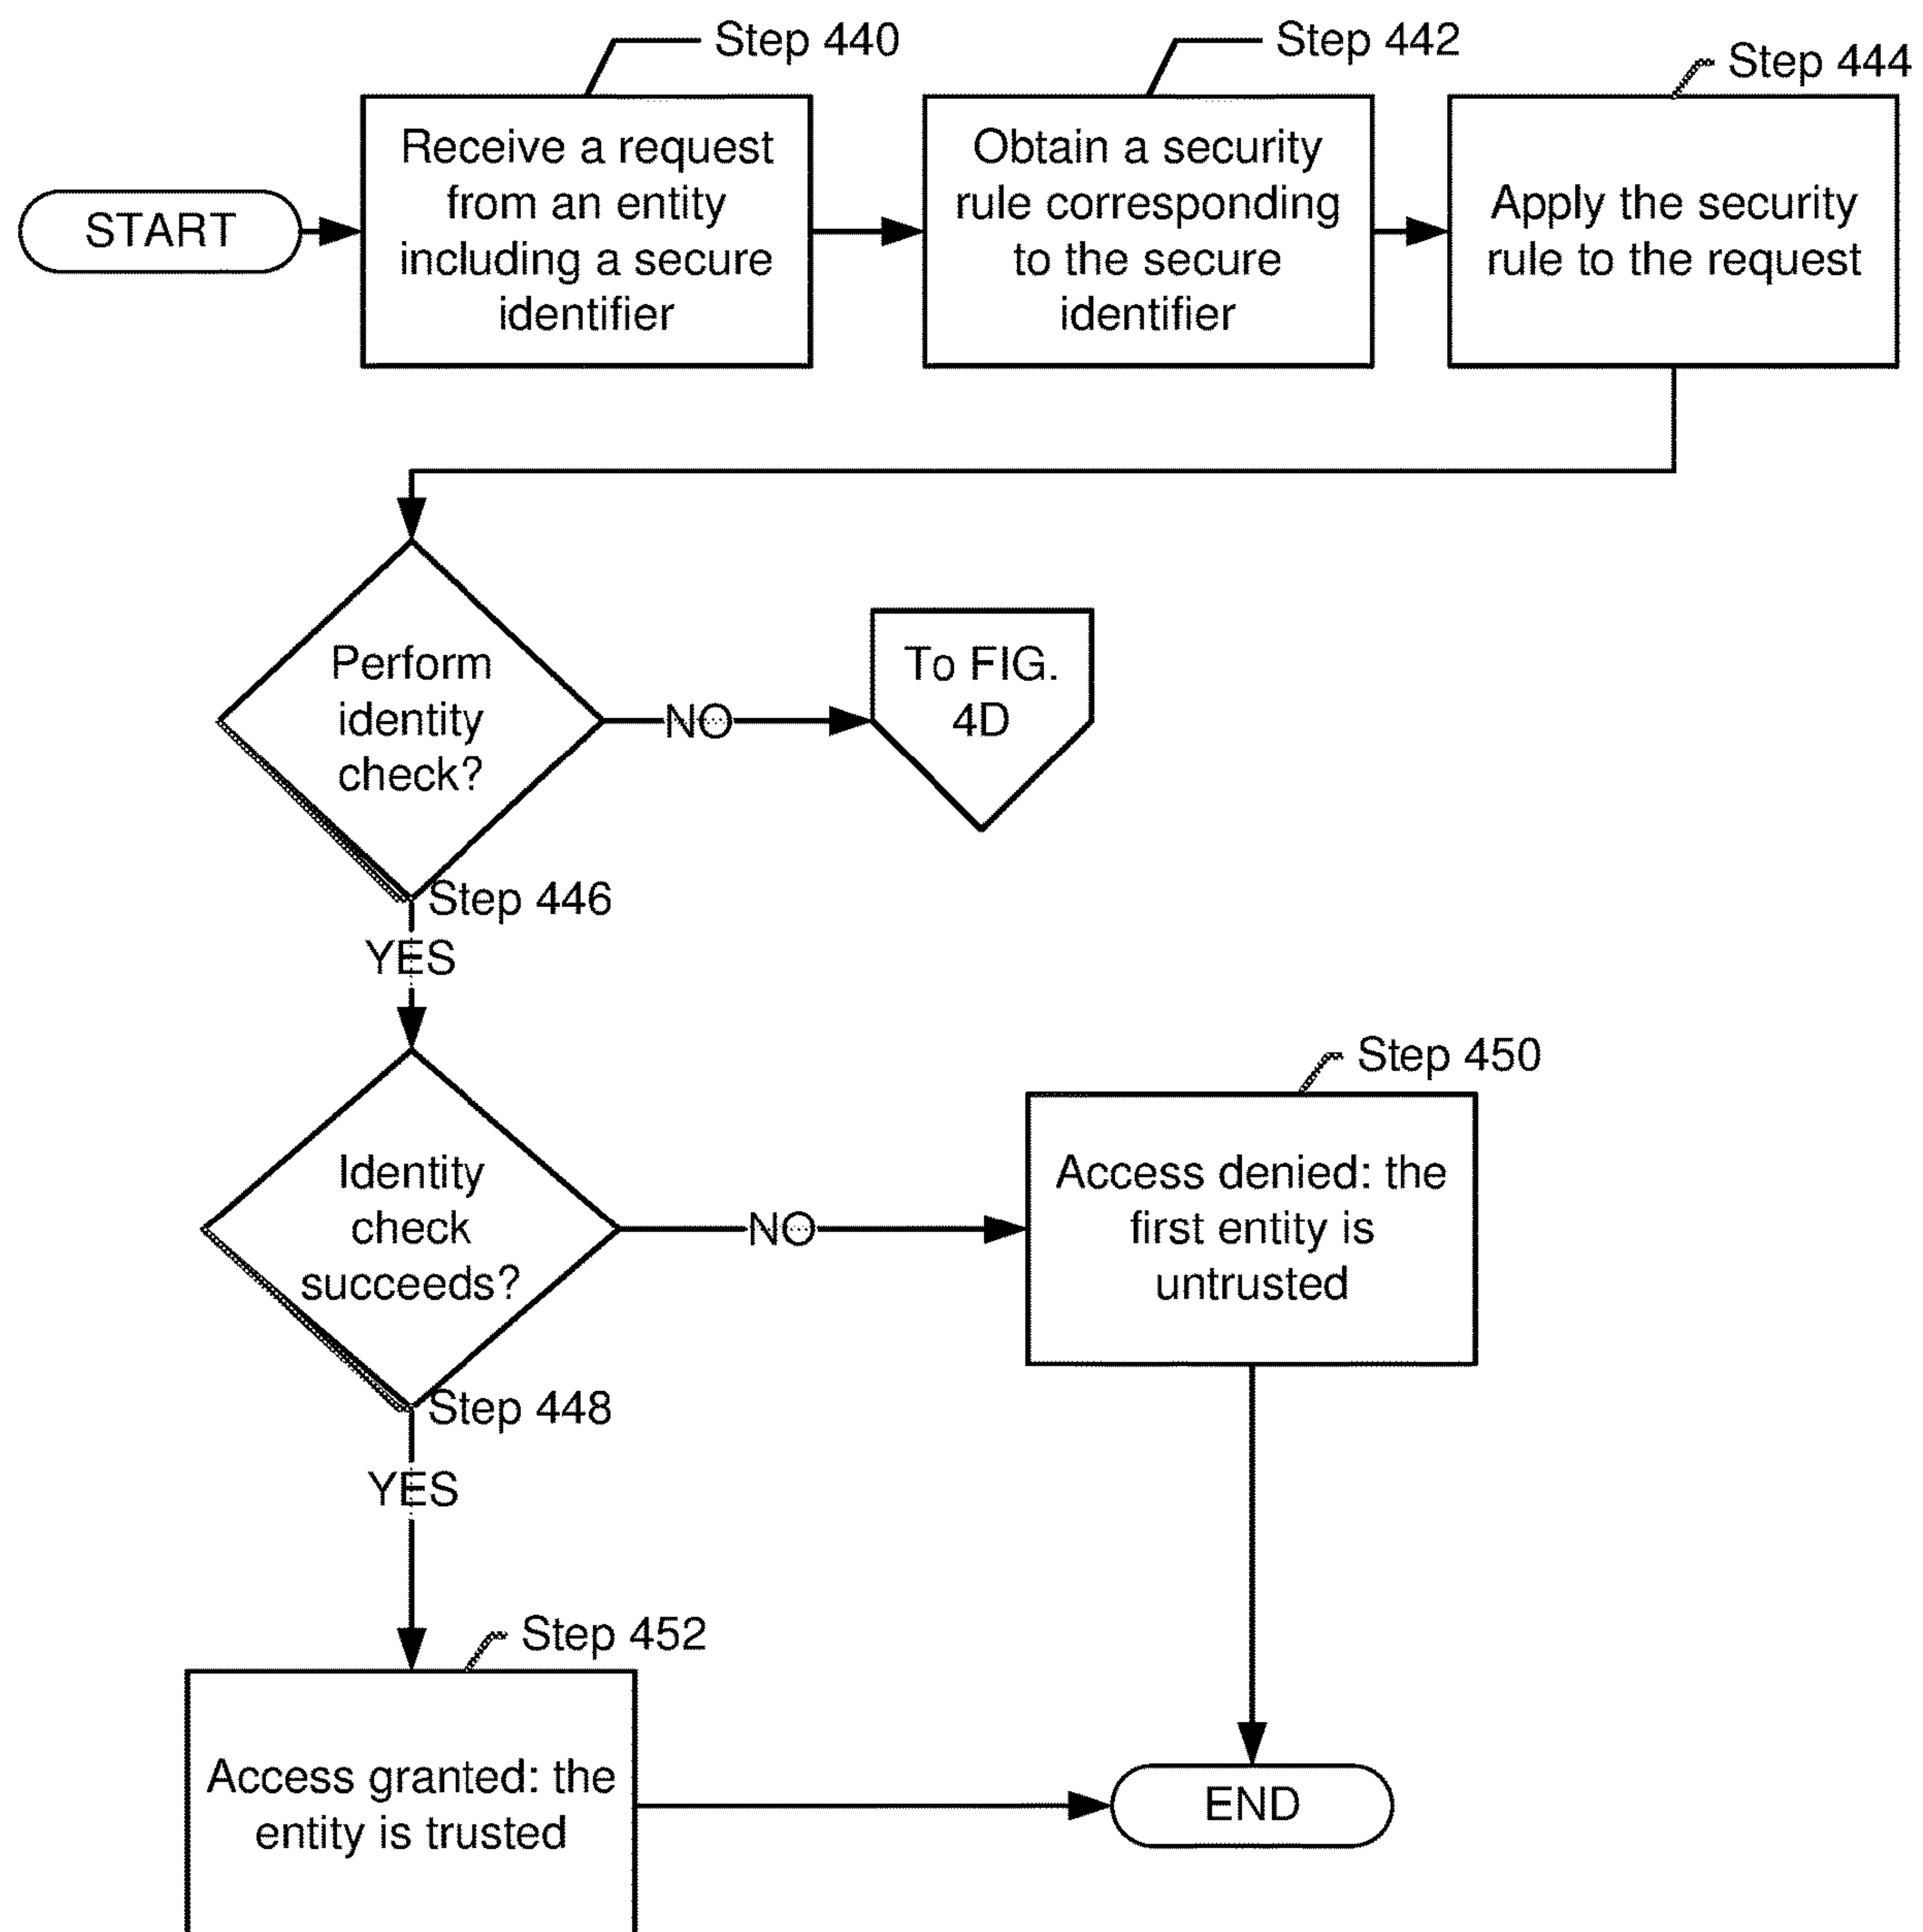 Step 440
Step 442
Step 444
START
Receive a request
from an entity
including a secure
identifier
Obtain a security
rule corresponding
to the secure
identifier
Apply the security
rule to the request
Perform
identity
check?
NO
To FIG.
4D
Step 446
YES
Identity
check
succeeds?
NO
Step 450
Access denied: the
first entity is
untrusted
Step 448
YES
Step 452
Access granted: the
entity is trusted
END